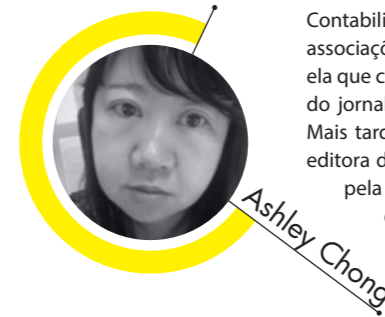 Contabili
associaçõ
ela que c
do jornal
Mais tard
editora d
pela
Ashley Chong